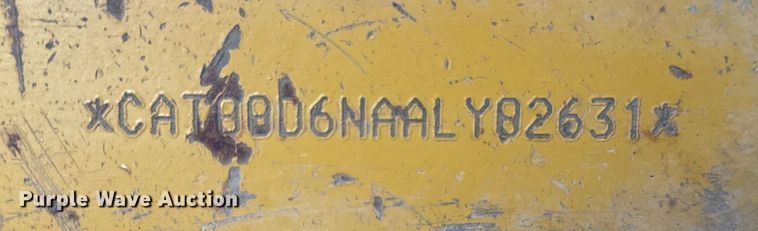 *CAT00D6NAALY02631*
Purple Wave Auction